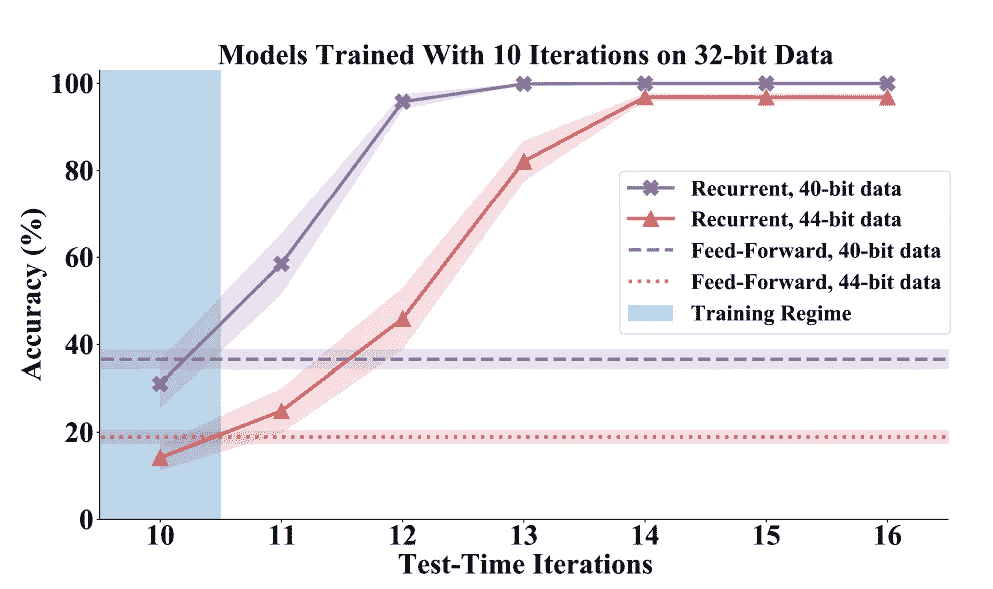 Models Trained With 10 Iterations on 32-bit Data
100
80
60
40
20
0
Accuracy (%)
Recurrent, 40-bit data
Recurrent, 44-bit data
Feed-Forward, 40-bit data
Feed-Forward, 44-bit data
Training Regime
10 11 12 13 14 15 16
Test-Time Iterations